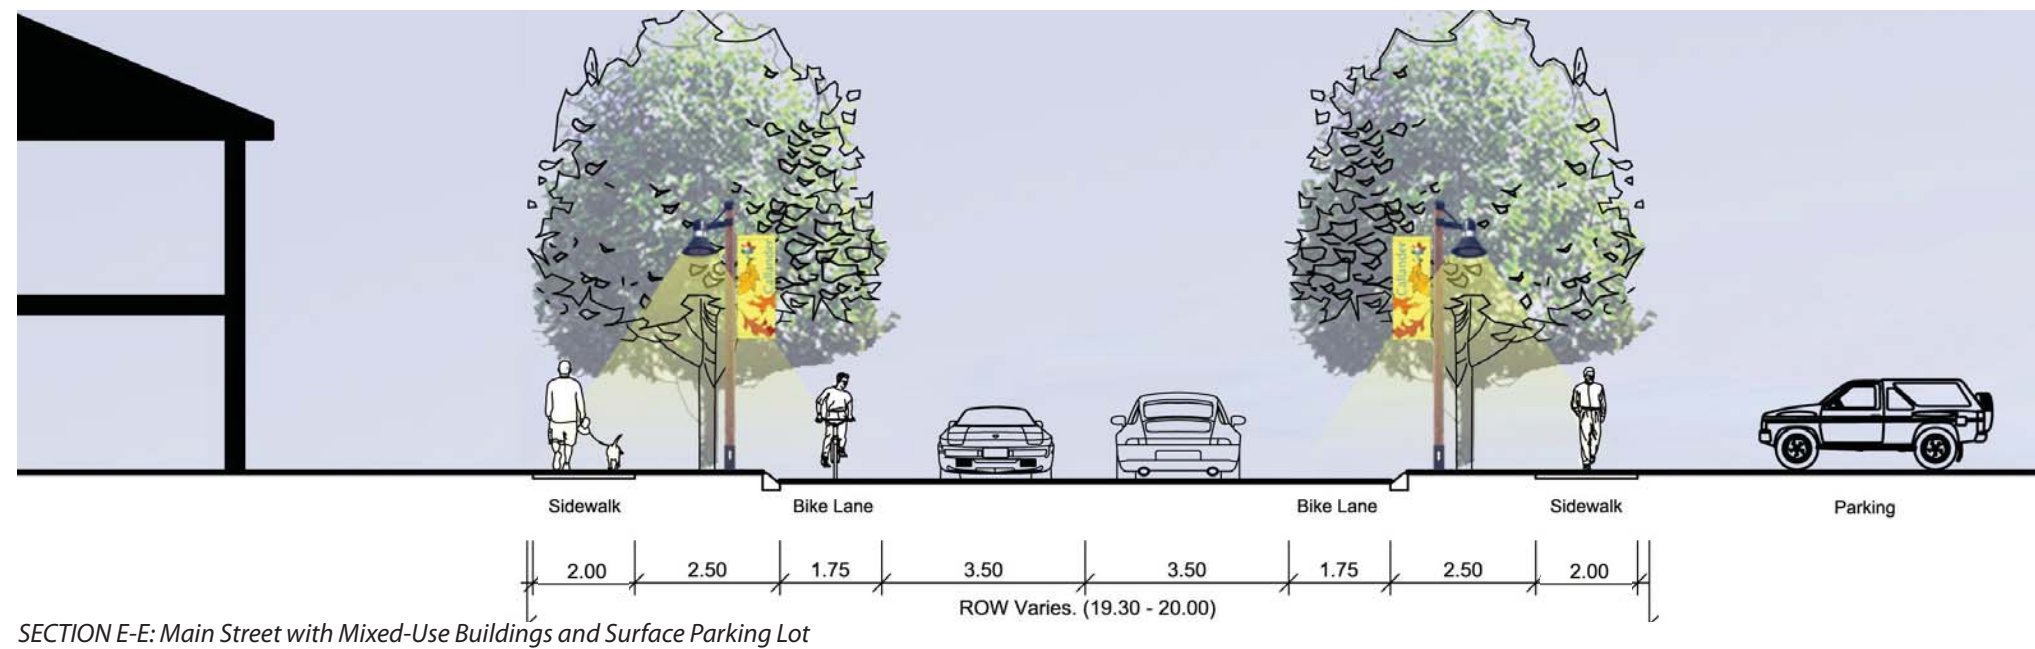 Callander
Callander
Sidewalk
Bike Lane
Bike Lane
Sidewalk
Parking
2.00
2.50
1.75
3.50
3.50
1.75
2.50
2.00
ROW Varies. (19.30 - 20.00)
SECTION E-E: Main Street with Mixed-Use Buildings and Surface Parking Lot